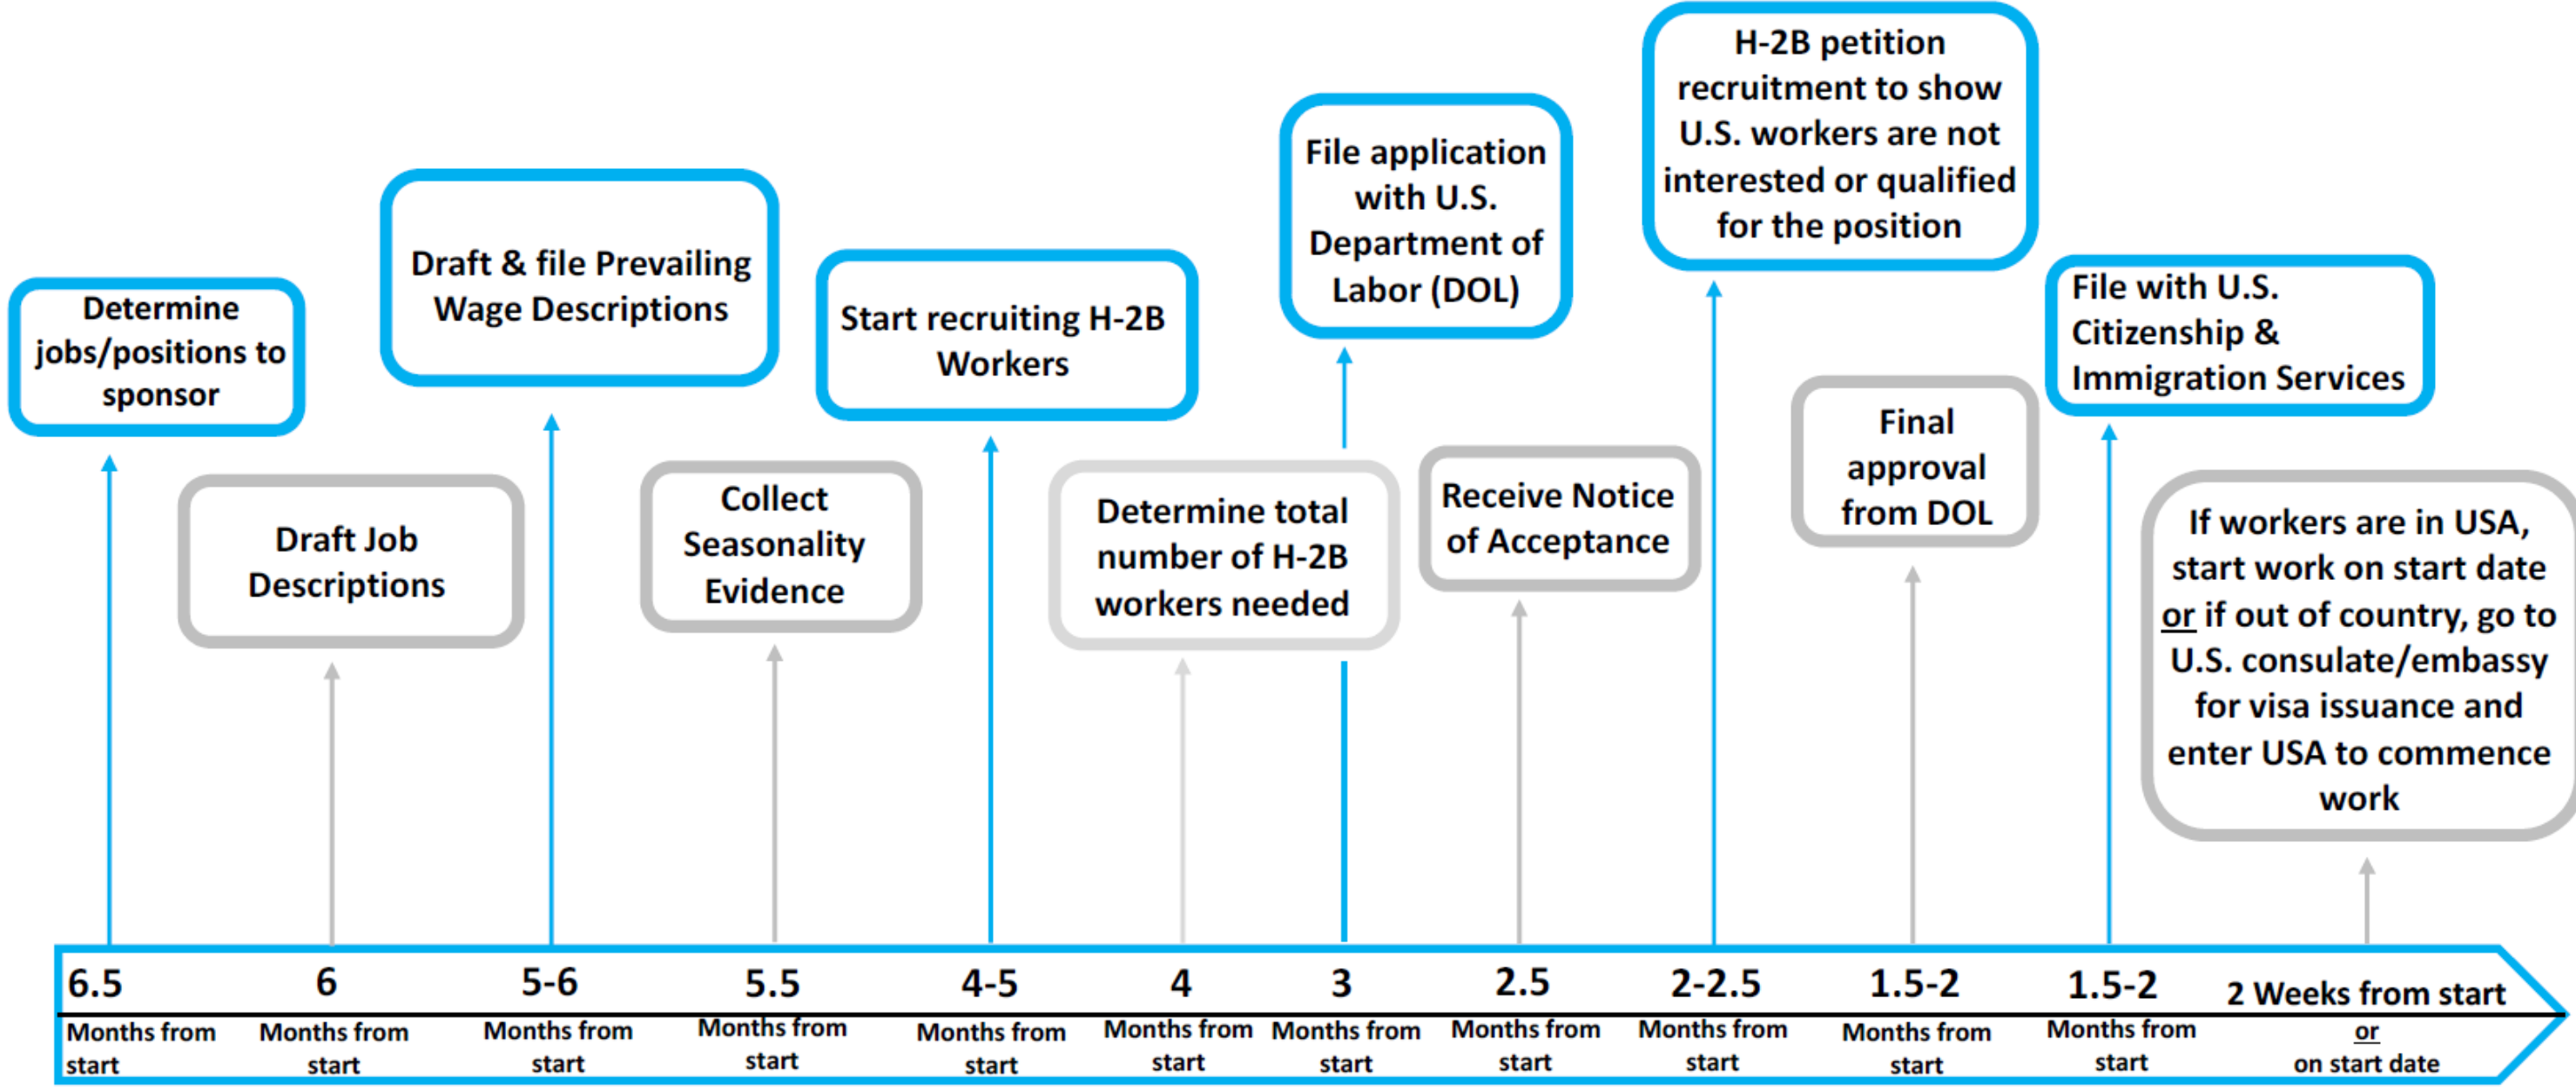 Determine
jobs/positions to
sponsor
Draft Job
Descriptions
Draft & file Prevailing
Wage Descriptions
Collect
Seasonality
Evidence
Start recruiting H-2B
Workers
Determine total
number of H-2B
workers needed
File application
with U.S.
Department of
Labor (DOL)
Receive Notice
of Acceptance
H-2B petition
recruitment to show
U.S. workers are not
interested or qualified
for the position
Final
approval
from DOL
File with U.S.
Citizenship &
Immigration Services
If workers are in USA,
start work on start date
or if out of country, go to
U.S. consulate/embassy
for visa issuance and
enter USA to commence
work
6.5
Months from
start
6
Months from
start
5-6
Months from
start
5.5
Months from
start
4-5
Months from
start
4
Months from
start
3
Months from
start
2.5
Months from
start
2-2.5
Months from
start
1.5-2
Months from
start
1.5-2
Months from
start
2 Weeks from start
or
on start date